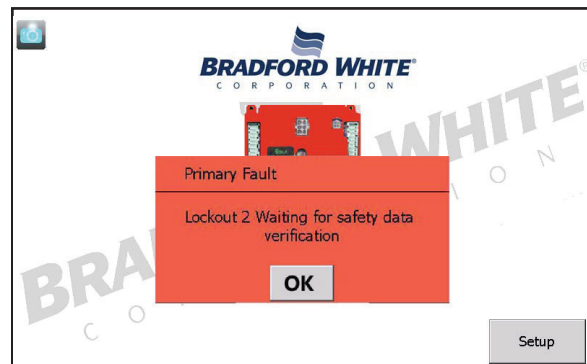 BRADFORD WHITE®
CORPORATION
Primary Fault
Lockout 2 Waiting for safety data
verification
OK
Setup